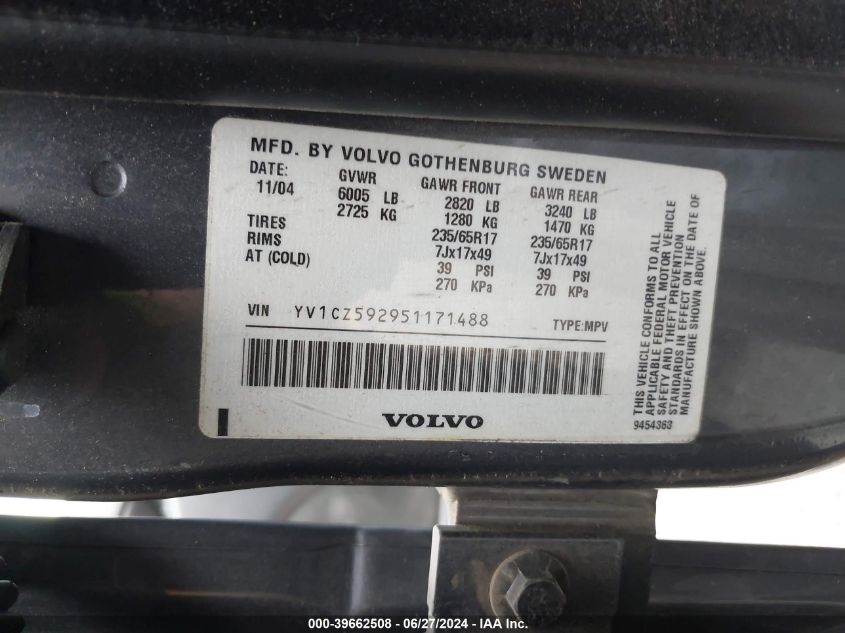 MFD. BY VOLVO GOTHENBURG SWEDEN
DATE: GVWR GAWR FRONT GAWR REAR
11/04 6005 LB 2820 LB 3240 LB
2725 KG 1280 KG 1470 KG
TIRES 235/65R17 235/65R17
RIMS 7Jx17x49 7Jx17x49
AT (COLD) 39 PSI 39 PSI
270 KPa 270 KPa
VIN YV1CZ592951171488 TYPE:MPV
VOLVO
THIS VEHICLE CONFORMS TO ALL
APPLICABLE FEDERAL MOTOR VEHICLE
SAFETY AND THEFT PREVENTION
STANDARDS IN EFFECT ON THE DATE OF
MANUFACTURE SHOWN ABOVE.
9454363
000-39662508 - 06/27/2024 - IAA Inc.